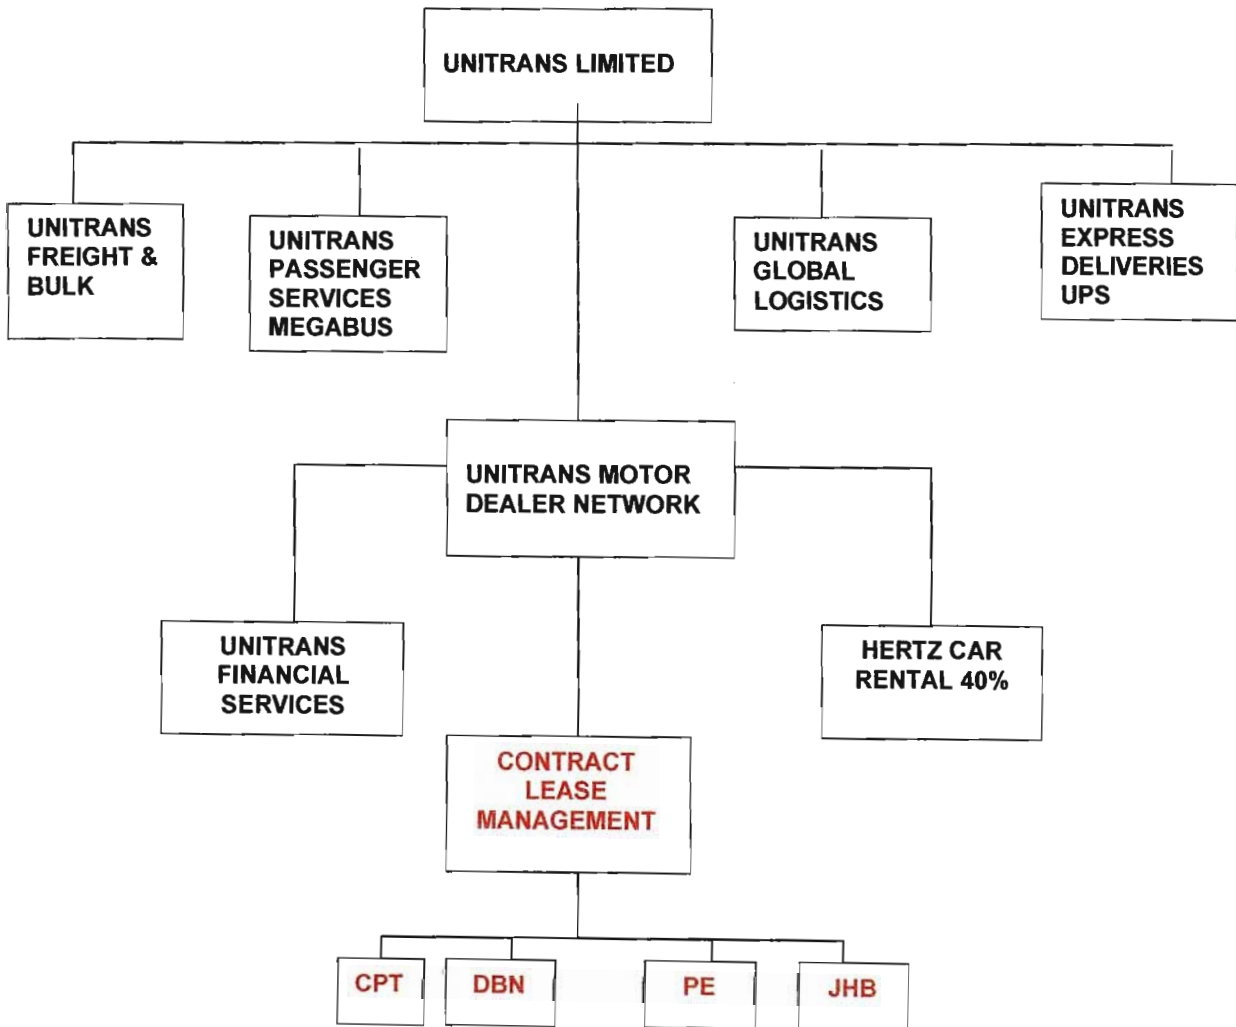 UNITRANS LIMITED
UNITRANS
FREIGHT &
BULK
UNITRANS
PASSENGER
SERVICES
MEGABUS
UNITRANS
GLOBAL
LOGISTICS
UNITRANS
EXPRESS
DELIVERIES
UPS
UNITRANS MOTOR
DEALER NETWORK
UNITRANS
FINANCIAL
SERVICES
HERTZ CAR
RENTAL 40%
CONTRACT
LEASE
MANAGEMENT
CPT
DBN
PE
JHB